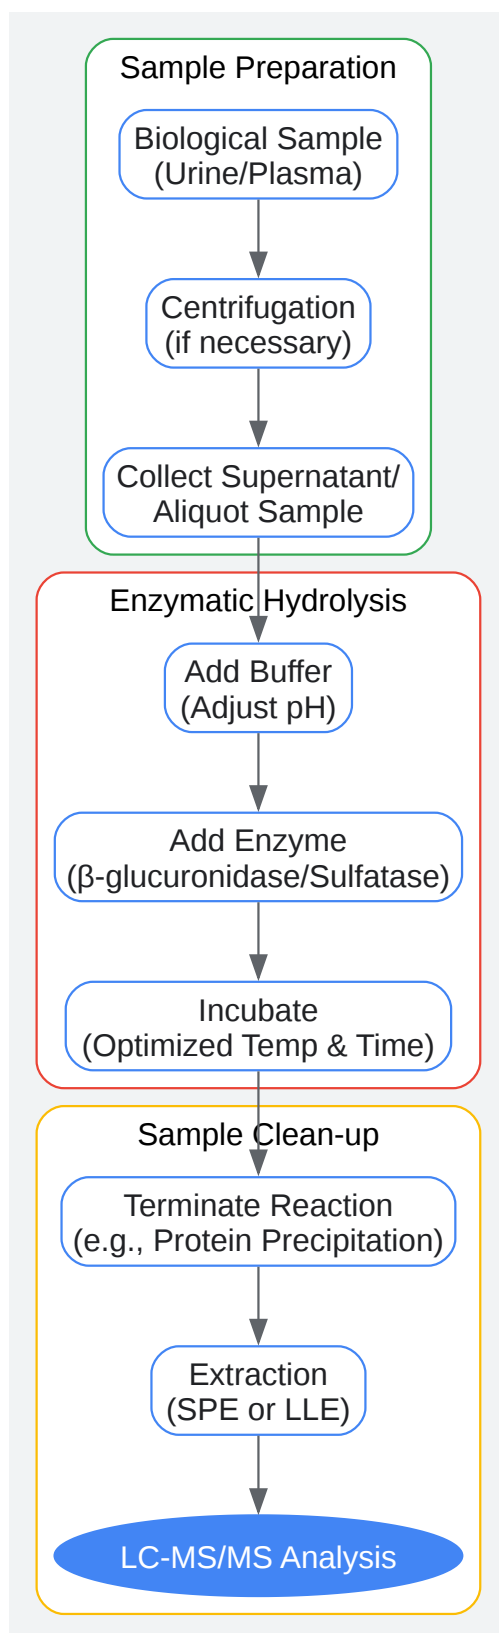 Sample Preparation
Biological Sample
(Urine/Plasma)
Centrifugation
(if necessary)
Collect Supernatant/
Aliquot Sample
Enzymatic Hydrolysis
Add Buffer
(Adjust pH)
Add Enzyme
(β-glucuronidase/Sulfatase)
Incubate
(Optimized Temp & Time)
Sample Clean-up
Terminate Reaction
(e.g., Protein Precipitation)
Extraction
(SPE or LLE)
LC-MS/MS Analysis